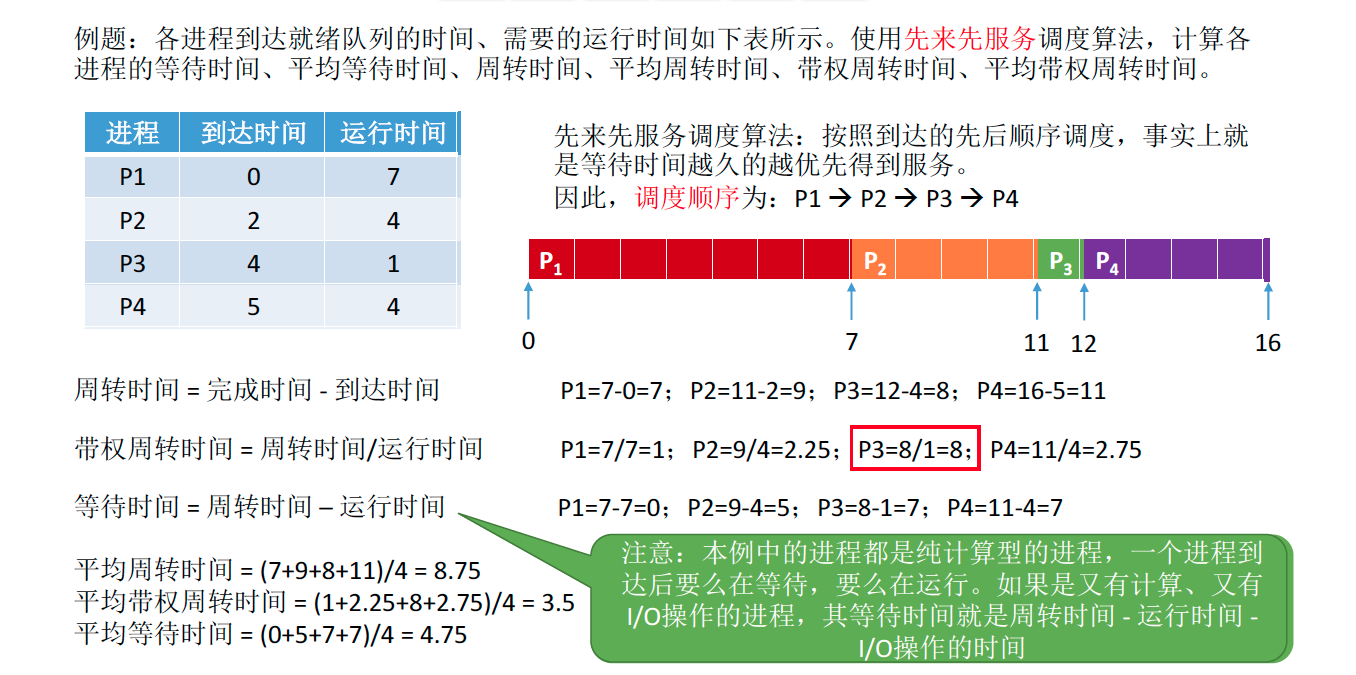 例题：各进程到达就绪队列的时间、需要的运行时间如下表所示。使用先来先服务调度算法，计算各
进程的等待时间、平均等待时间、周转时间、平均周转时间、带权周转时间、平均带权周转时间。
进程 到达时间 运行时间
P1 0 7
P2 2 4
P3 4 1
P4 5 4
先来先服务调度算法：按照到达的先后顺序调度，事实上就
是等待时间越久的越优先得到服务。
因此，调度顺序为：P1 → P2 → P3 → P4
P1 P2 P3 P4
0 7 11 12 16
周转时间 = 完成时间 - 到达时间
P1=7-0=7；P2=11-2=9；P3=12-4=8；P4=16-5=11
带权周转时间 = 周转时间/运行时间
P1=7/7=1；P2=9/4=2.25；P3=8/1=8；P4=11/4=2.75
等待时间 = 周转时间 – 运行时间
P1=7-7=0；P2=9-4=5；P3=8-1=7；P4=11-4=7
平均周转时间 = (7+9+8+11)/4 = 8.75
平均带权周转时间 = (1+2.25+8+2.75)/4 = 3.5
平均等待时间 = (0+5+7+7)/4 = 4.75
注意：本例中的进程都是纯计算型的进程，一个进程到
达后要么在等待，要么在运行。如果是又有计算、又有
I/O操作的进程，其等待时间就是周转时间 - 运行时间 -
I/O操作的时间